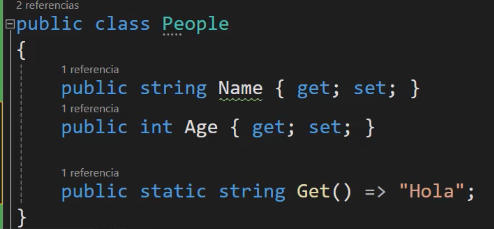 2 referencias
public class People
{
1 referencia
public string Name { get; set; }
1 referencia
public int Age { get; set; }
1 referencia
public static string Get() => "Hola";
}